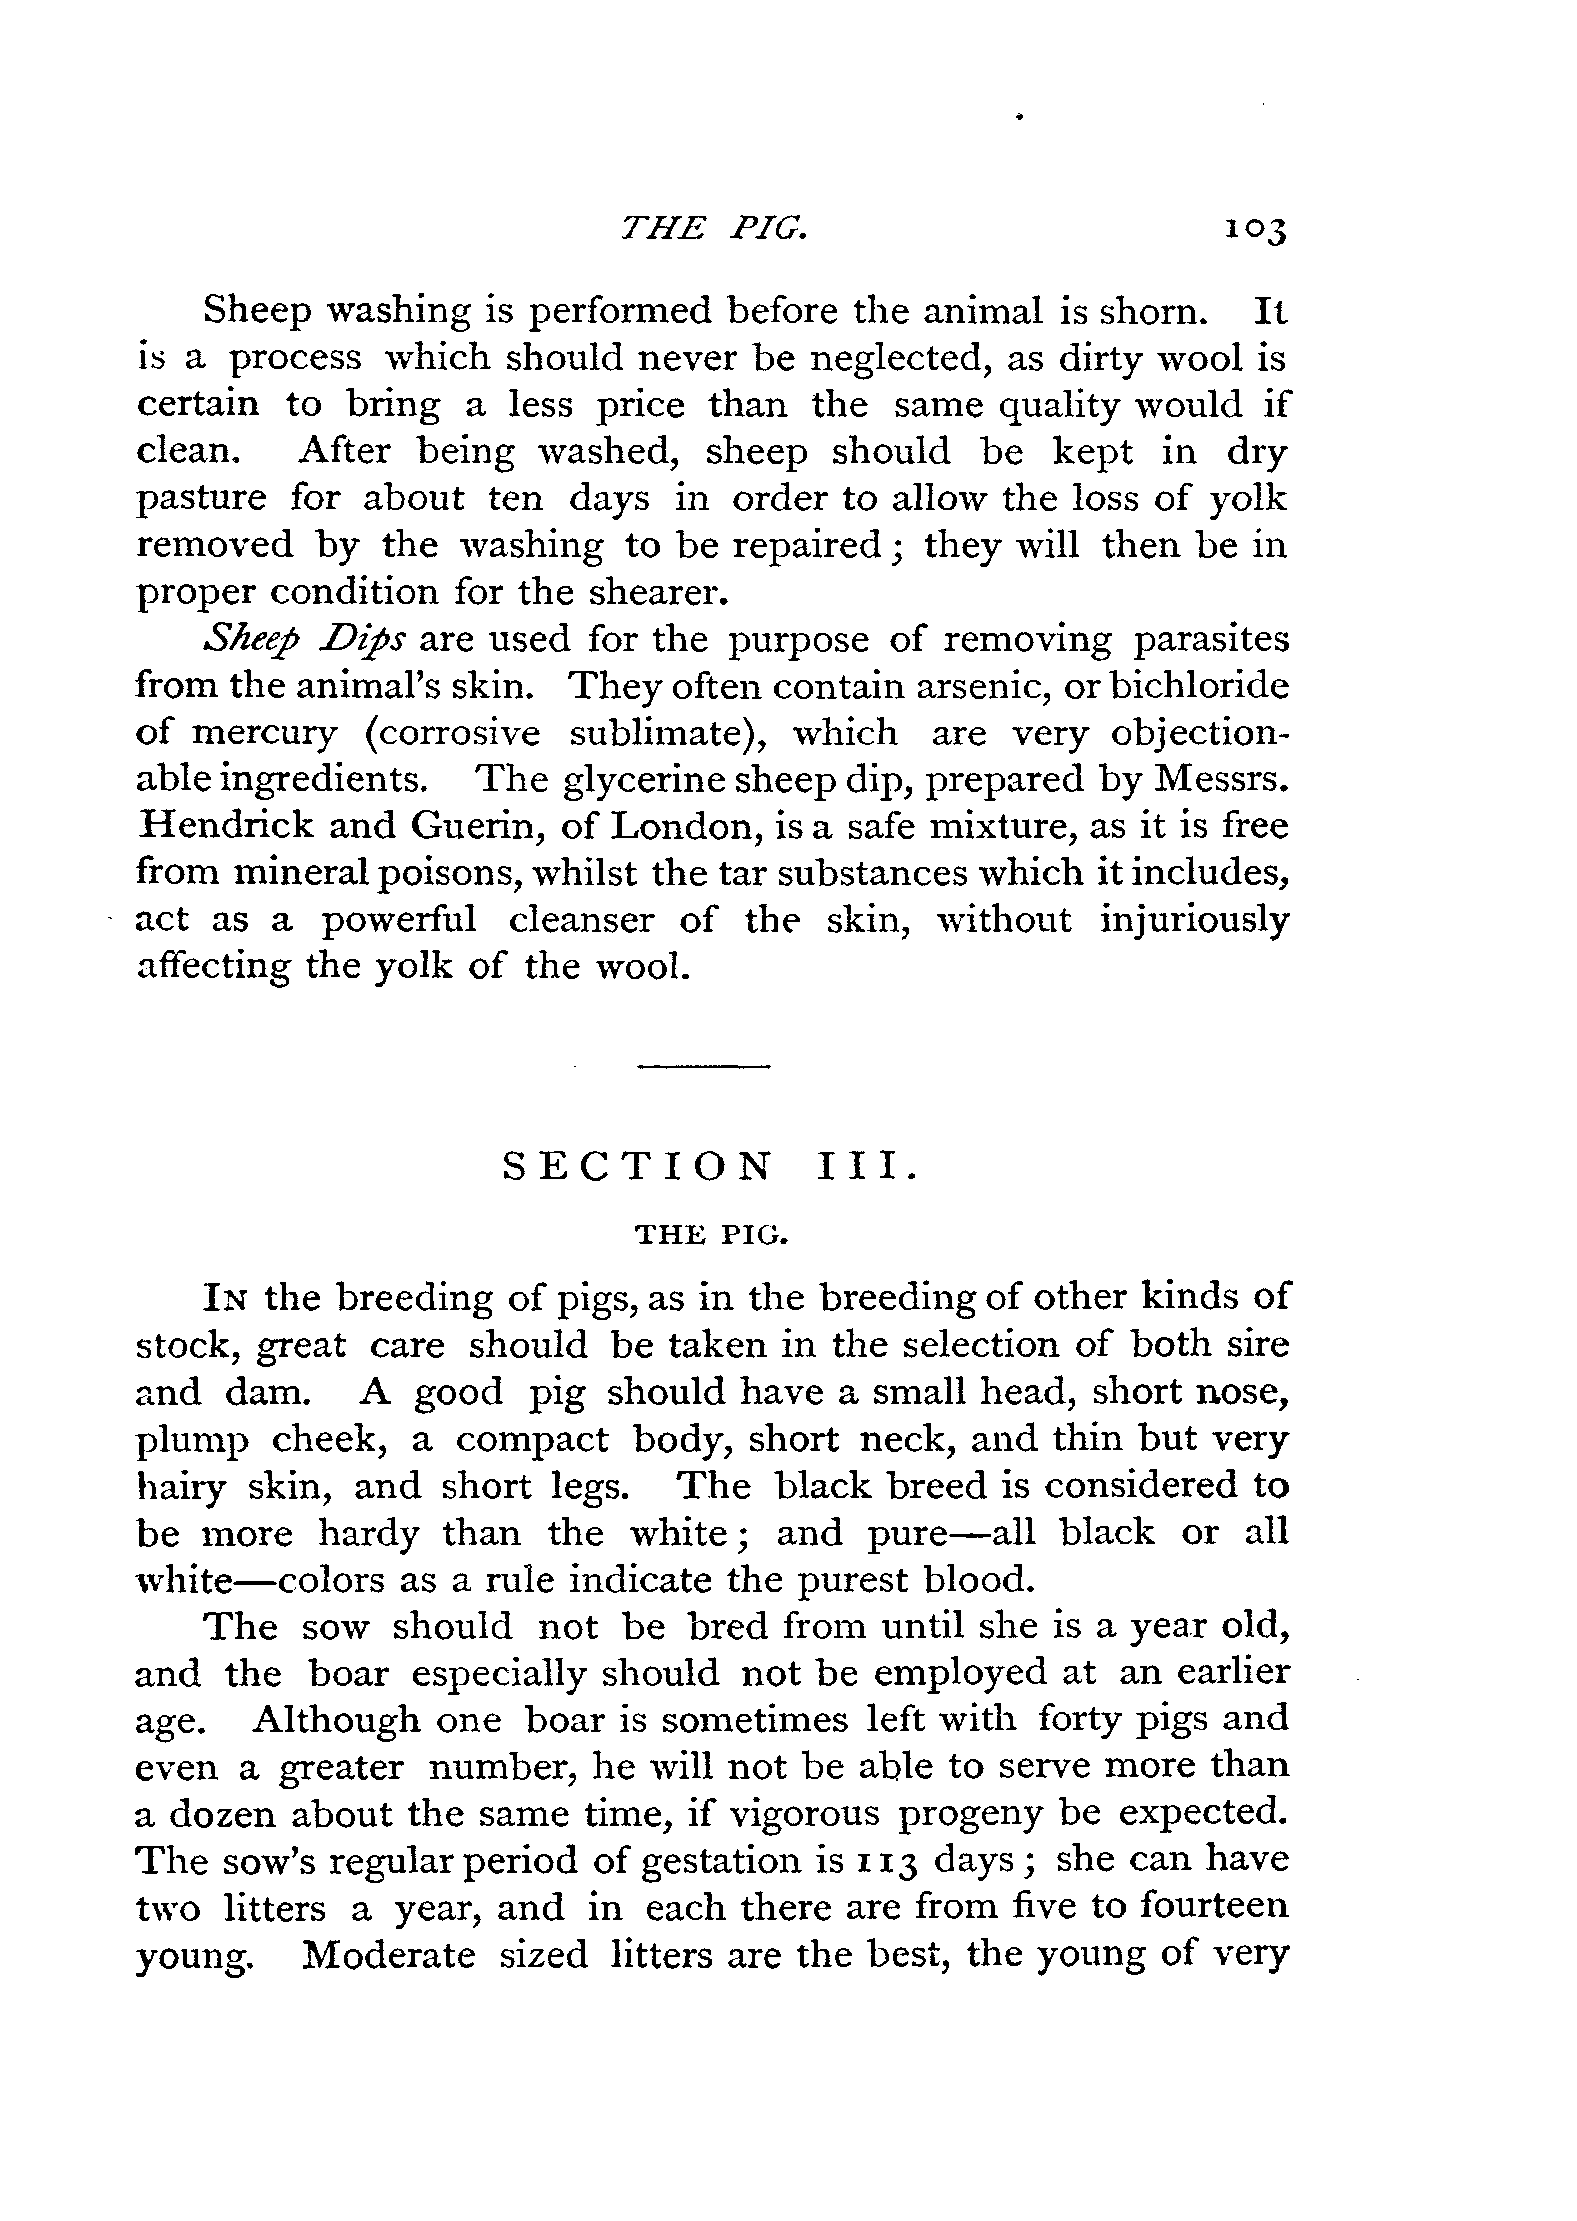 THE PIG. 103
Sheep washing is performed before the animal is shorn. It
is a process which should never be neglected, as dirty wool is
certain to bring a less price than the same quality would if
clean. After being washed, sheep should be kept in dry
pasture for about ten days in order to allow the loss of yolk
removed by the washing to be repaired ; they will then be in
proper condition for the shearer.
Sheep Dips are used for the purpose of removing parasites
from the animal's skin. They often contain arsenic, or bichloride
of mercury (corrosive sublimate), which are very objection-
able ingredients. The glycerine sheep dip, prepared by Messrs.
Hendrick and Guerin, of London, is a safe mixture, as it is free
from mineral poisons, whilst the tar substances which it includes,
act as a powerful cleanser of the skin, without injuriously
affecting the yolk of the wool.
SECTION III.
THE PIG.
IN the breeding of pigs, as in the breeding of other kinds of
stock, great care should be taken in the selection of both sire
and dam. A good pig should have a small head, short nose,
plump cheek, a compact body, short neck, and thin but very
hairy skin, and short legs. The black breed is considered to
be more hardy than the white ; and pure—all black or all
white—colors as a rule indicate the purest blood.
The sow should not be bred from until she is a year old,
and the boar especially should not be employed at an earlier
age. Although one boar is sometimes left with forty pigs and
even a greater number, he will not be able to serve more than
a dozen about the same time, if vigorous progeny be expected.
The sow's regular period of gestation is 113 days ; she can have
two litters a year, and in each there are from five to fourteen
young. Moderate sized litters are the best, the young of very